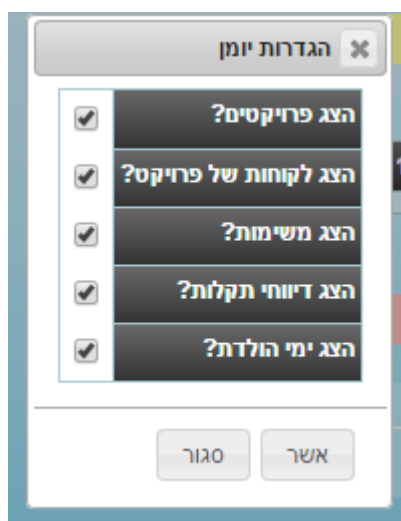 הגדרות יומן
הצג פרויקטים?
הצג לקוחות של פרויקט?
הצג משימות?
הצג דיווחי תקלות?
הצג ימי הולדת?
אשר סגור